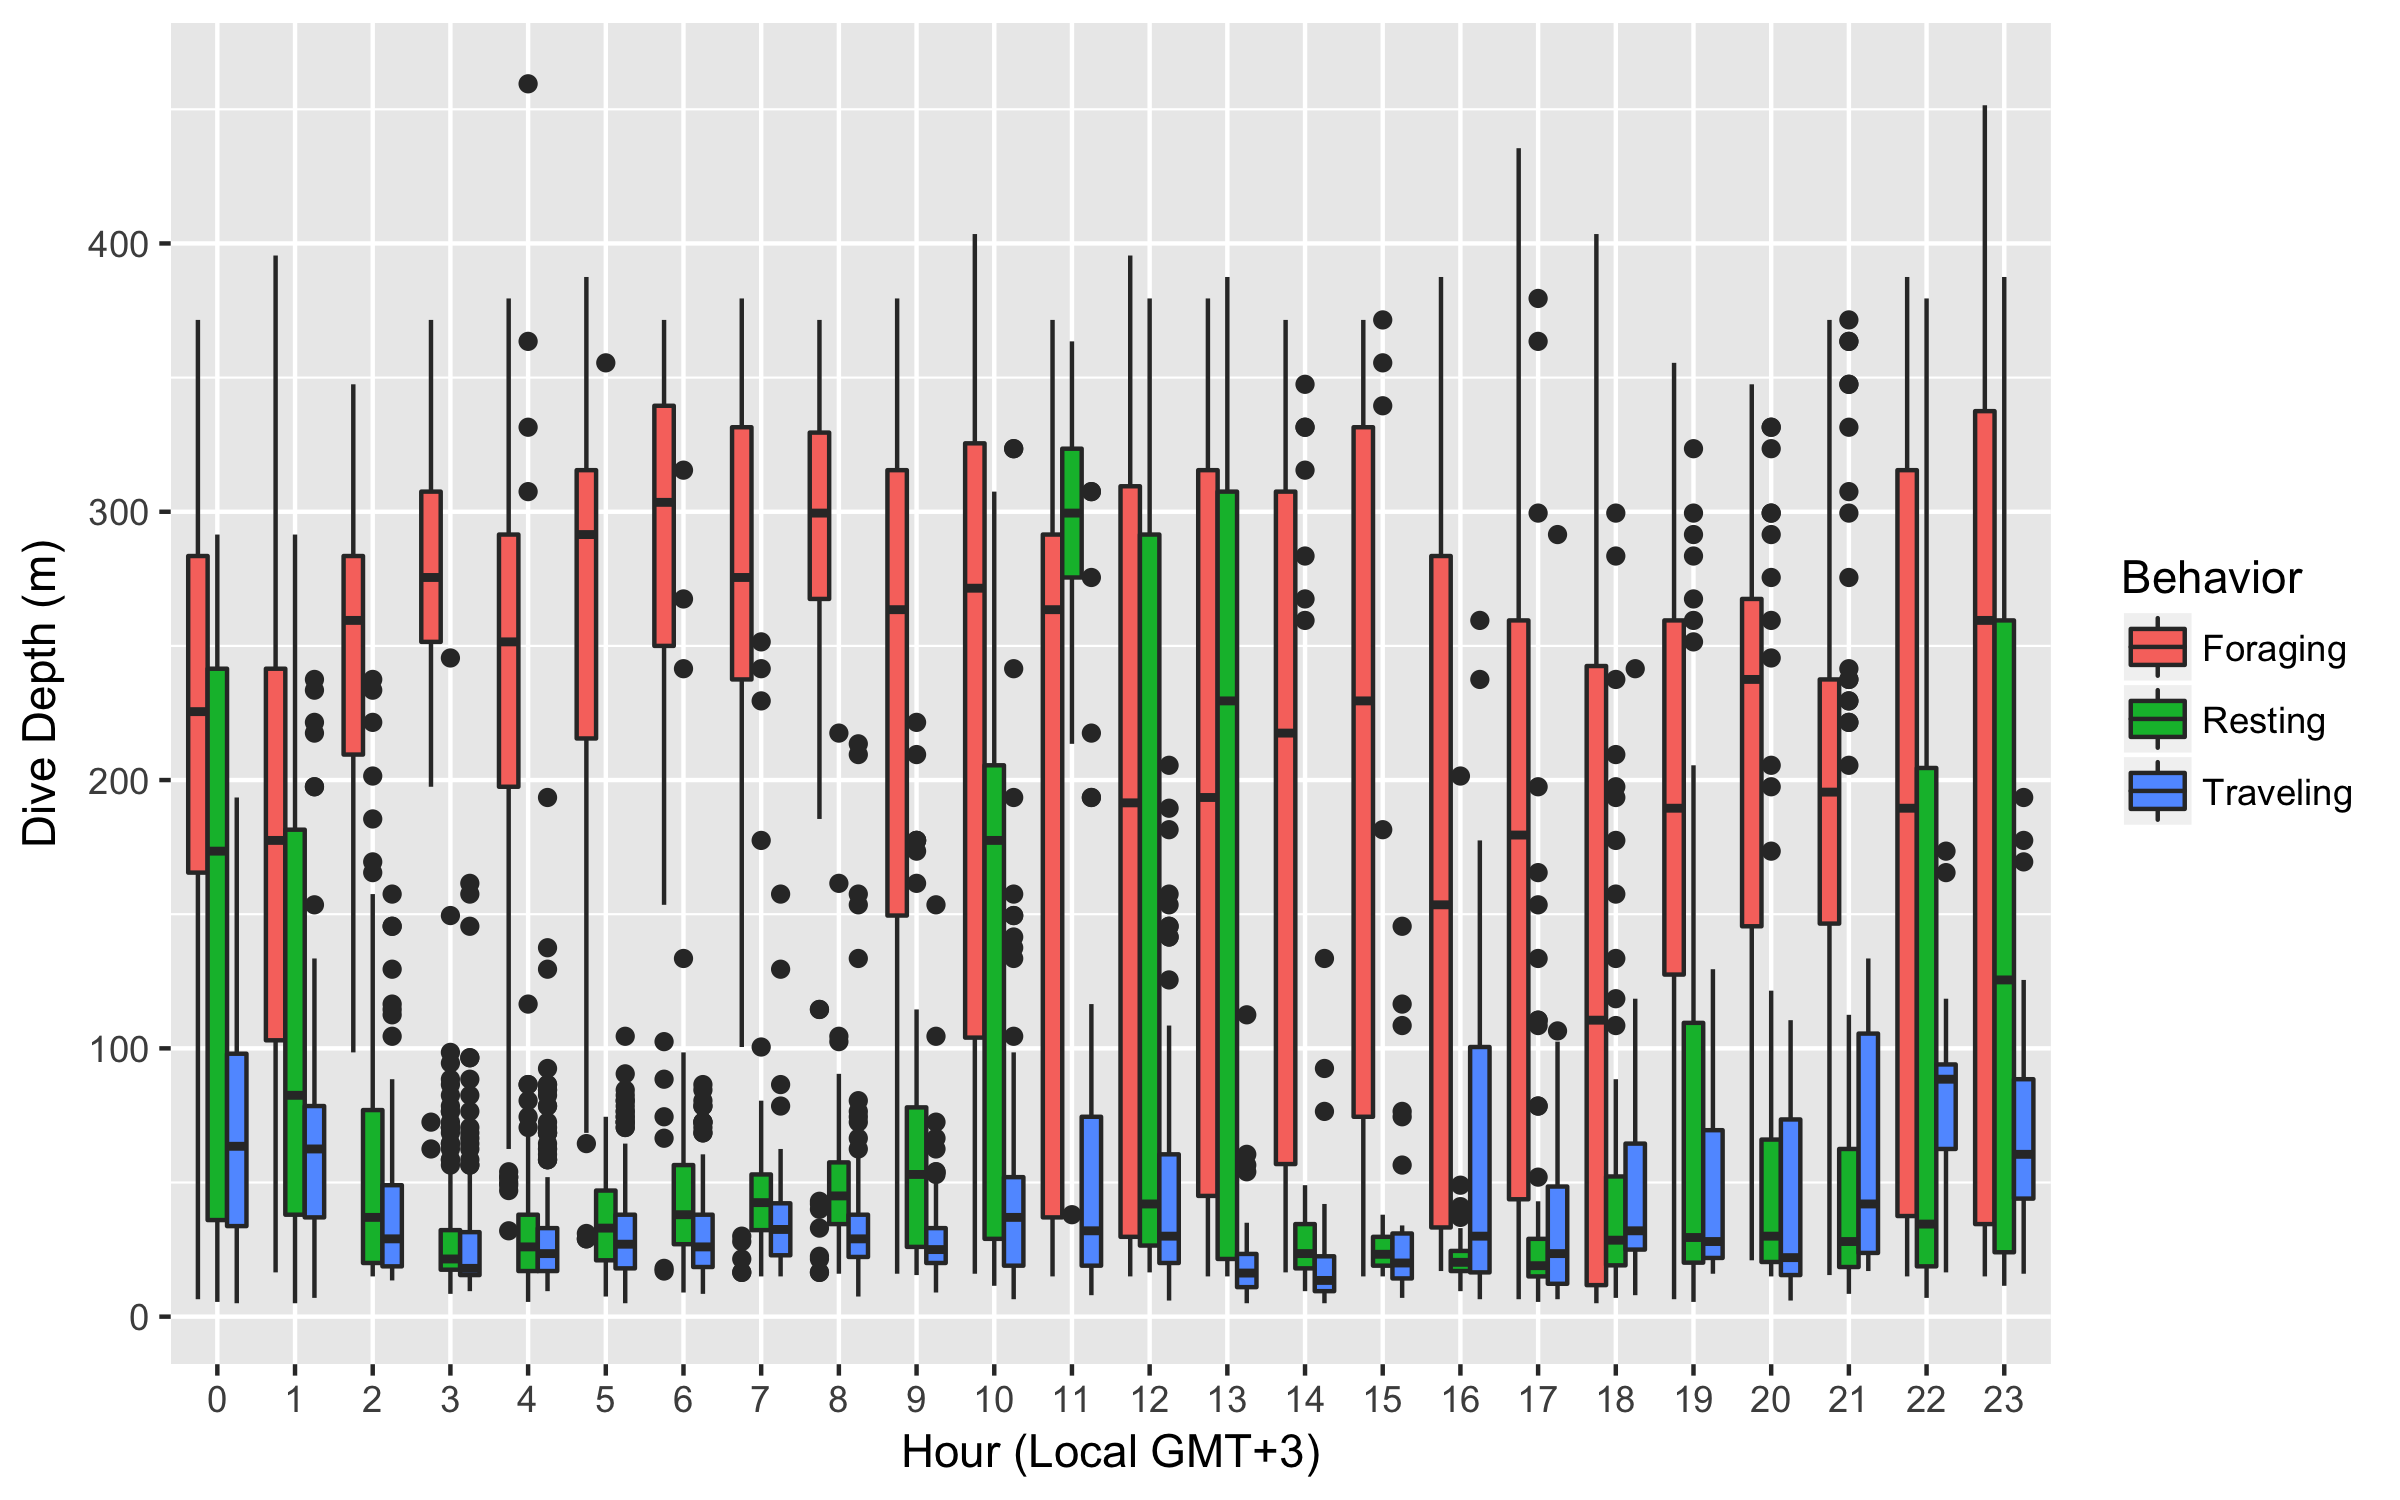 Dive Depth (m)
400
300
200
100
0
0 1 2 3 4 5 6 7 8 9 10 11 12 13 14 15 16 17 18 19 20 21 22 23
Hour (Local GMT+3)
Behavior
Foraging
Resting
Traveling